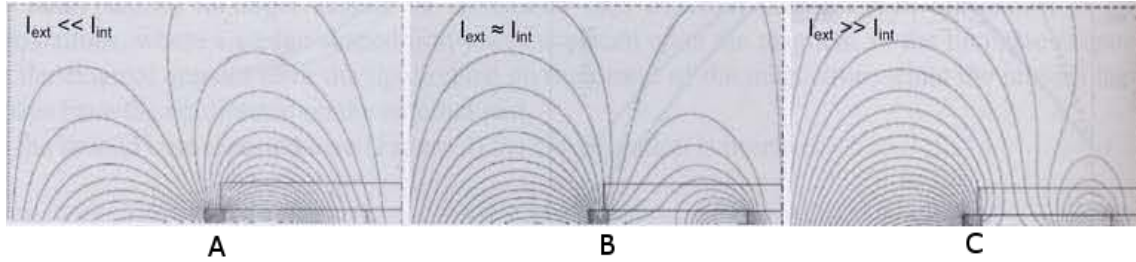 I_ext << I_int
I_ext ≈ I_int
I_ext >> I_int
A
B
C